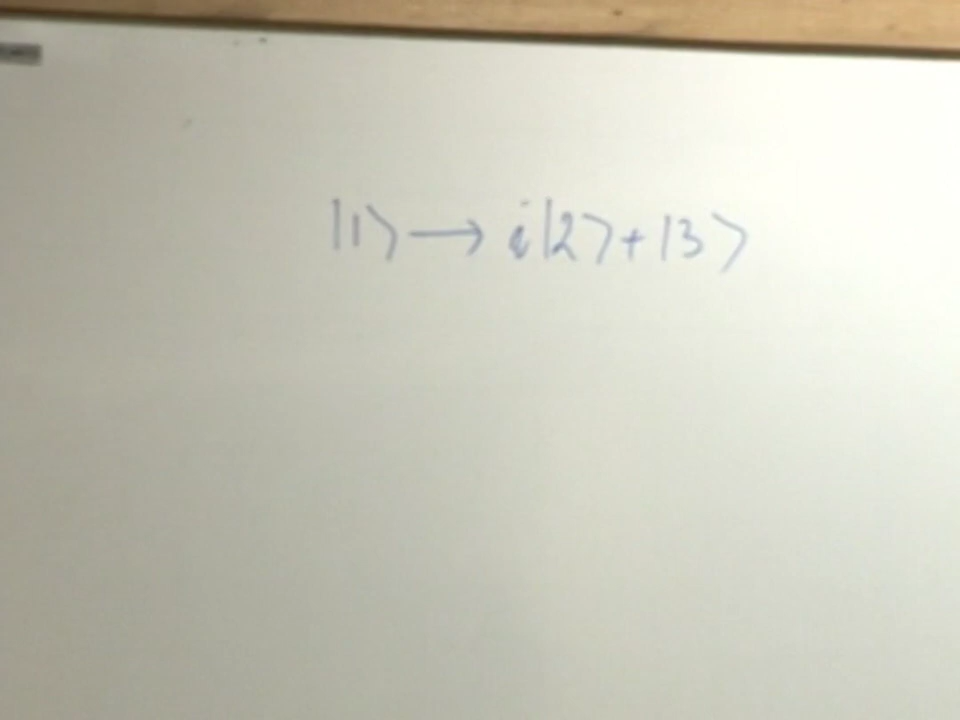 |1⟩ → i|2⟩ + |3⟩